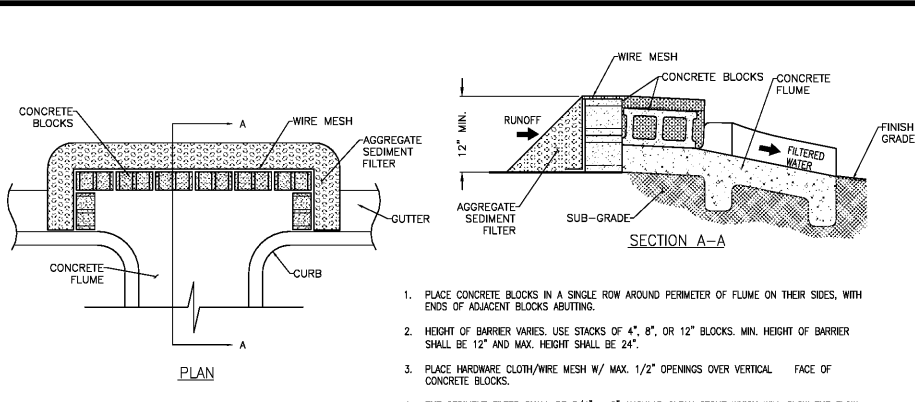 A
CONCRETE
BLOCKS
WIRE MESH
AGGREGATE
SEDIMENT
FILTER
GUTTER
CONCRETE
FLUME
CURB
A
PLAN
WIRE MESH
CONCRETE BLOCKS
CONCRETE
FLUME
RUNOFF
12" MIN.
FINISH
GRADE
FILTERED
WATER
AGGREGATE
SEDIMENT
FILTER
SUB-GRADE
SECTION A-A
1. PLACE CONCRETE BLOCKS IN A SINGLE ROW AROUND PERIMETER OF FLUME ON THEIR SIDES, WITH
ENDS OF ADJACENT BLOCKS ABUTTING.
2. HEIGHT OF BARRIER VARIES. USE STACKS OF 4", 8", OR 12" BLOCKS. MIN. HEIGHT OF BARRIER
SHALL BE 12" AND MAX. HEIGHT SHALL BE 24".
3. PLACE HARDWARE CLOTH/WIRE MESH W/ MAX. 1/2" OPENINGS OVER VERTICAL FACE OF
CONCRETE BLOCKS.